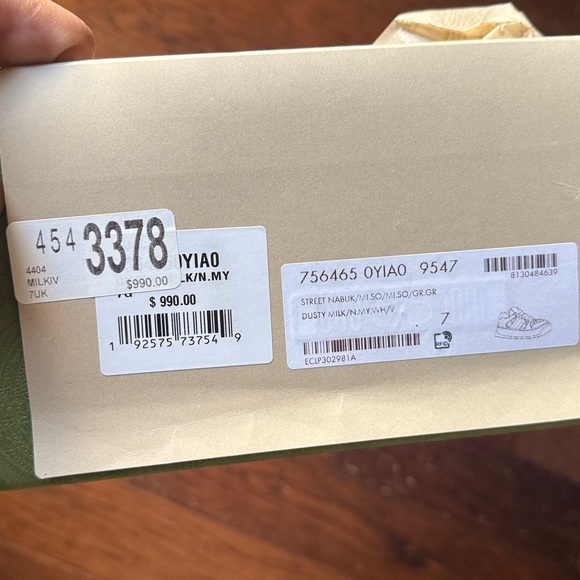 454 3378
4404
MILKIV
7UK
$990.00
0YIA0
LK/N.MY
$ 990.00
1 92575 73754 9
756465 0YIA0 9547
8130484639
STREET NABUK/MI.SO/MI.SO/GR.GR
DUSTY MILK/N.MY.WH/V
7
RFID
ECLP302981A